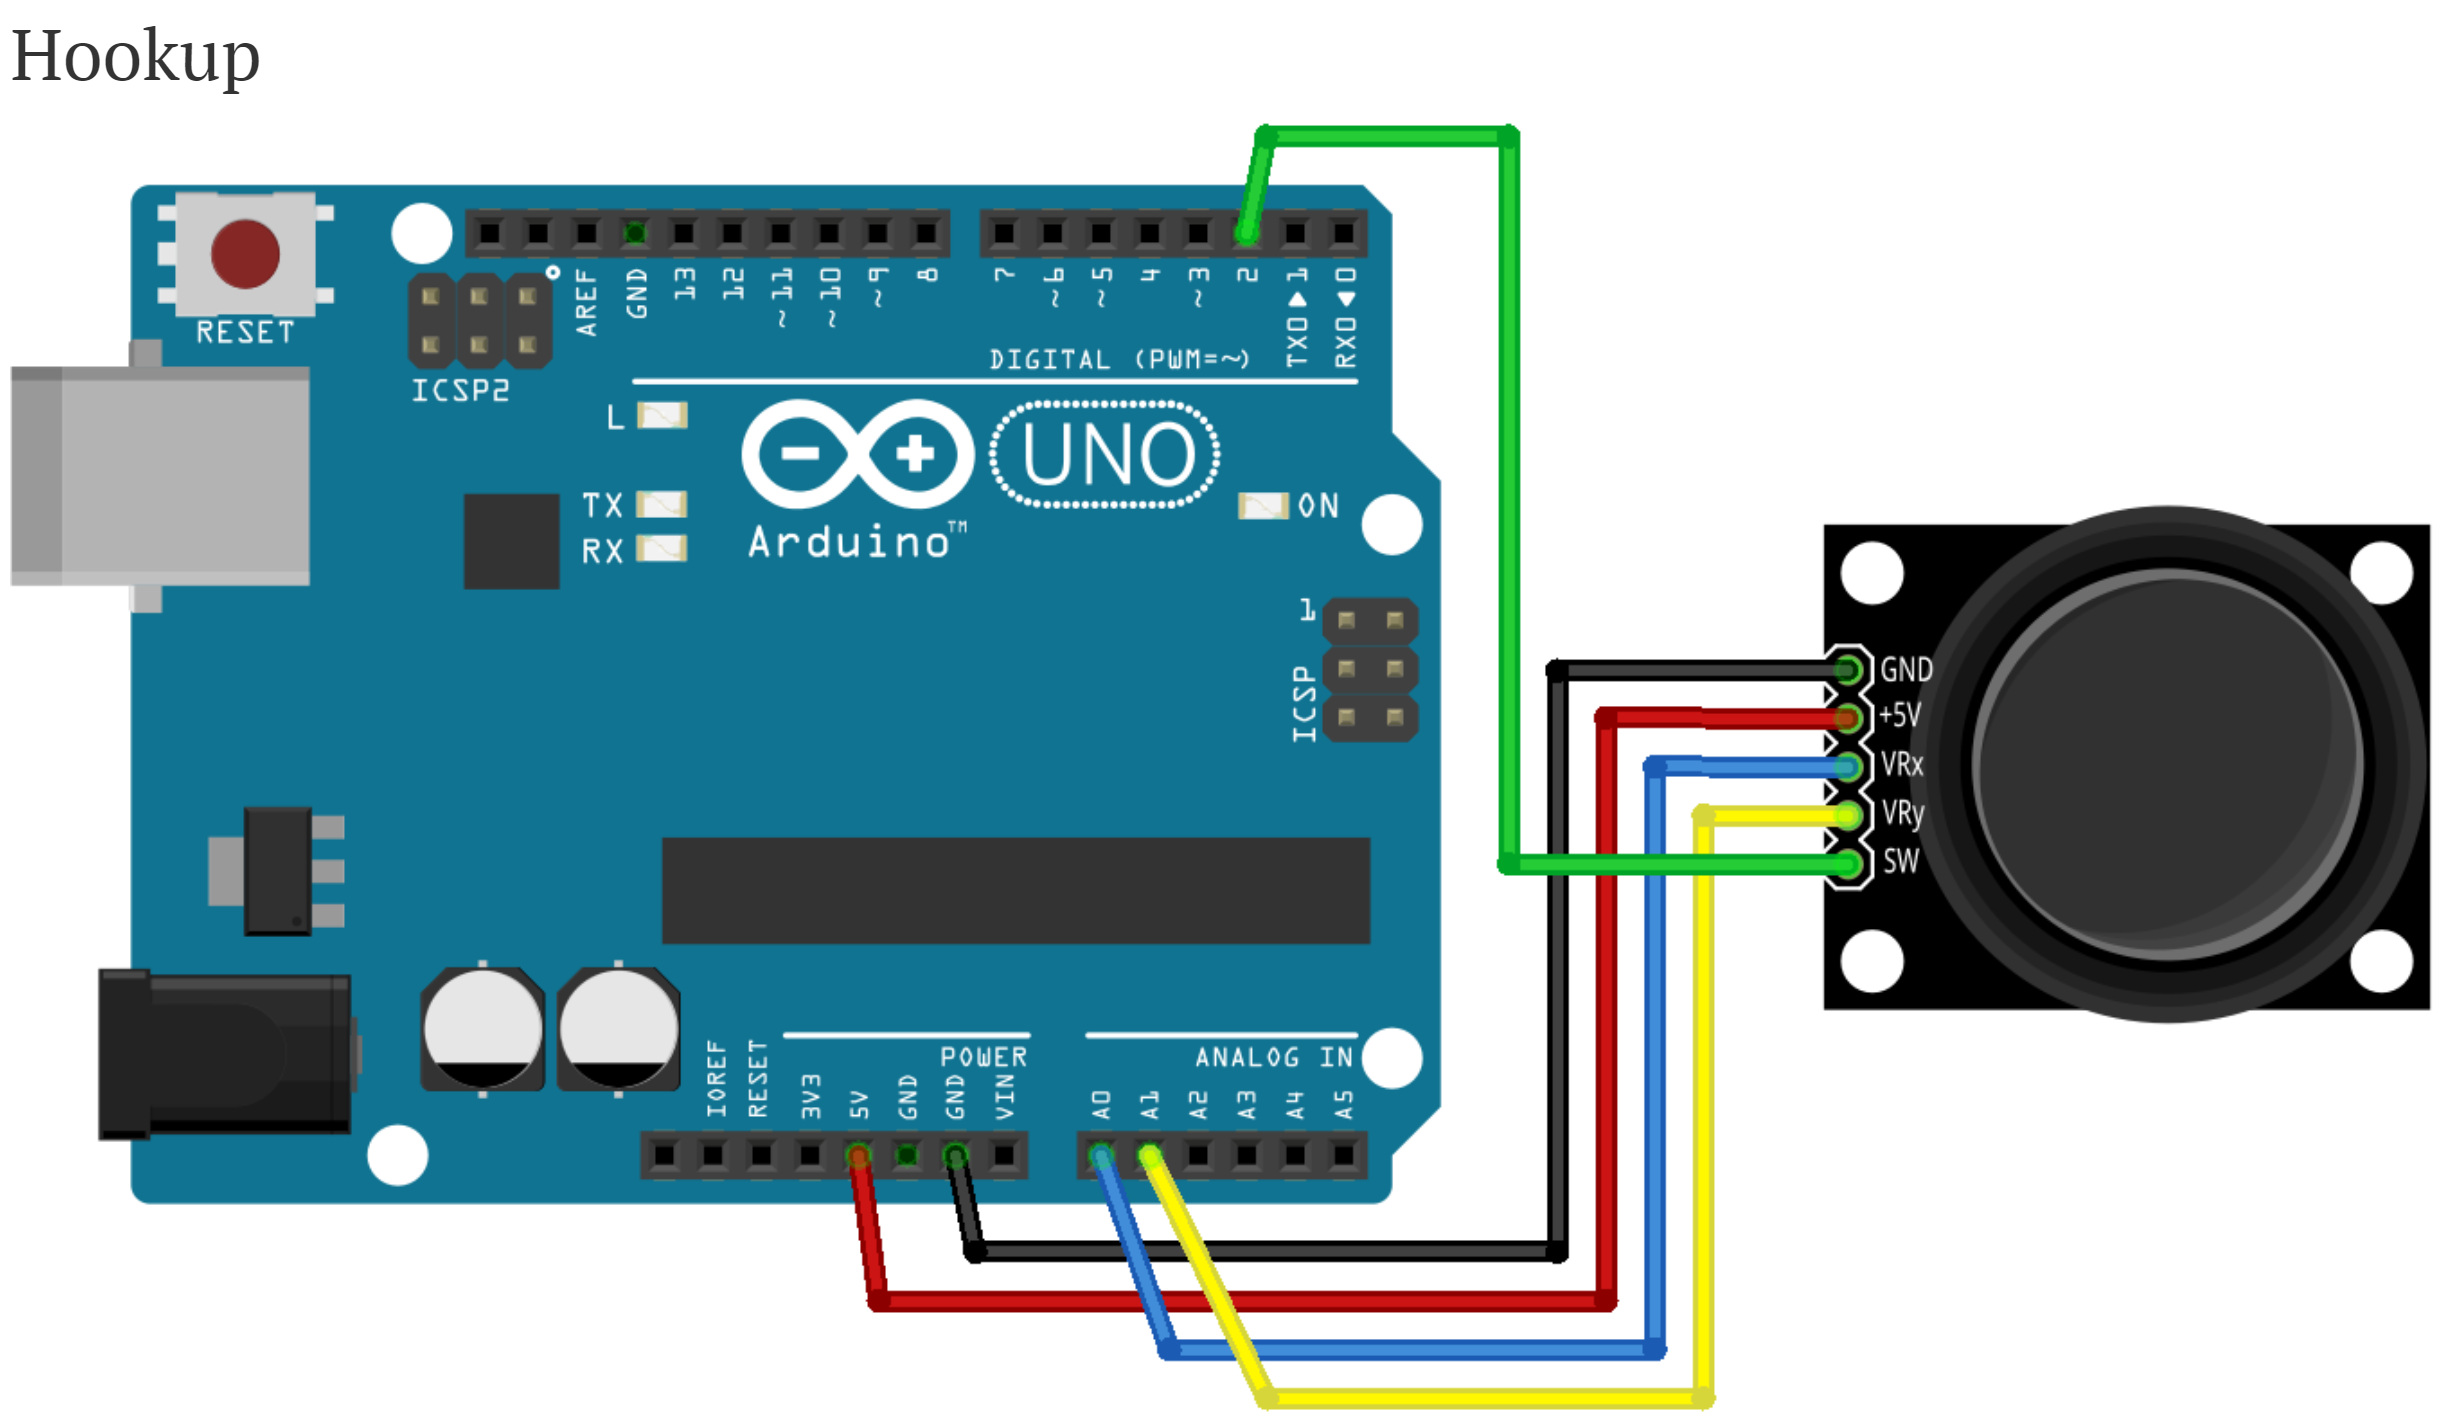 Hookup
RESET
ICSP2
AREF
GND
13
12
~11
~10
~9
8
7
~6
~5
4
~3
2
TX0▶1
RX0◀0
DIGITAL (PWM=~)
L
TX
RX
Arduino™
UNO
ON
1
ICSP
GND
+5V
VRx
VRy
SW
POWER
ANALOG IN
IOREF
RESET
3V3
5V
GND
GND
VIN
A0
A1
A2
A3
A4
A5